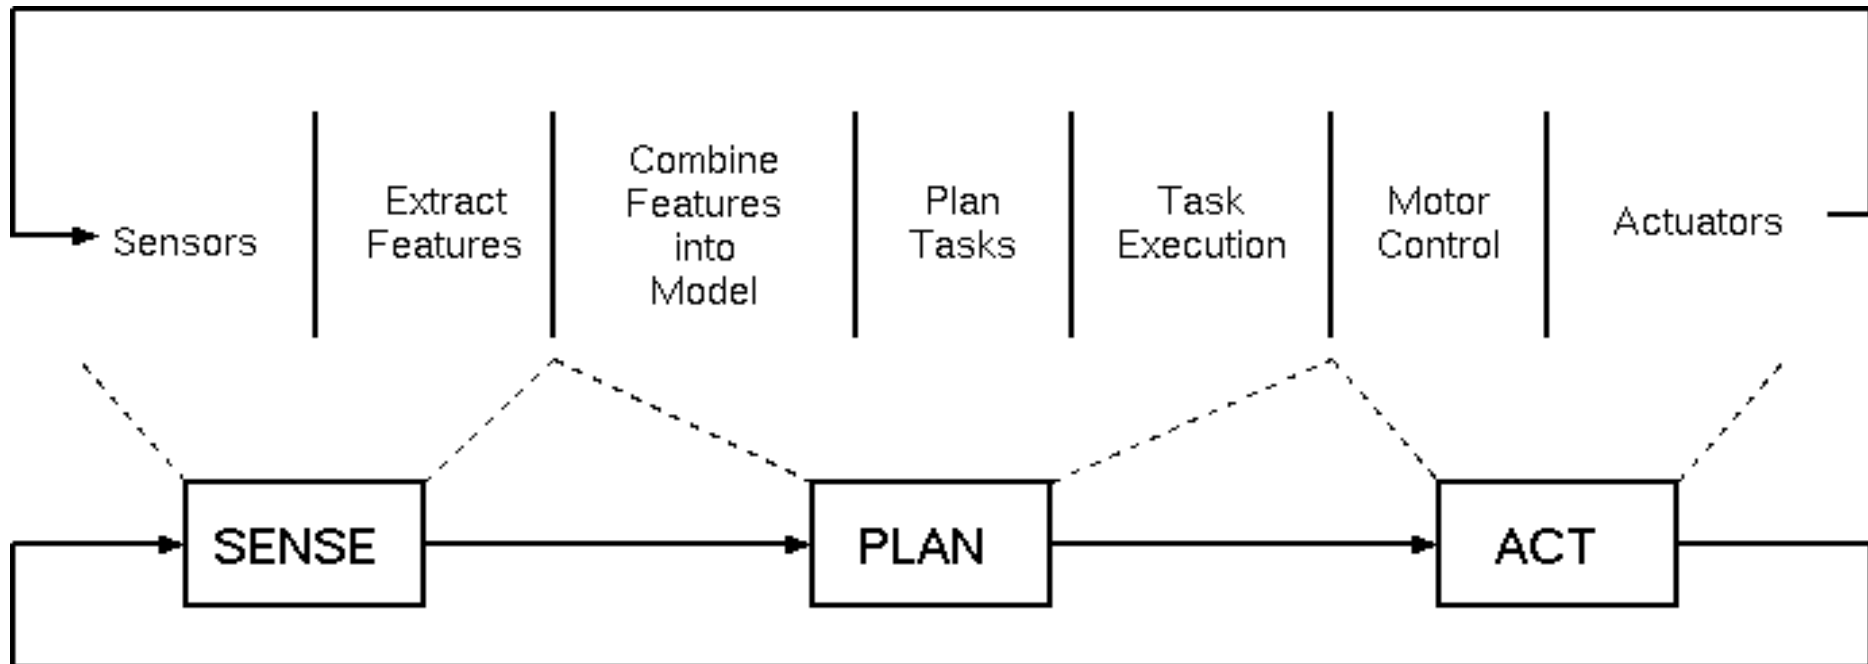 Sensors
Extract
Features
Combine
Features
into
Model
Plan
Tasks
Task
Execution
Motor
Control
Actuators
SENSE
PLAN
ACT